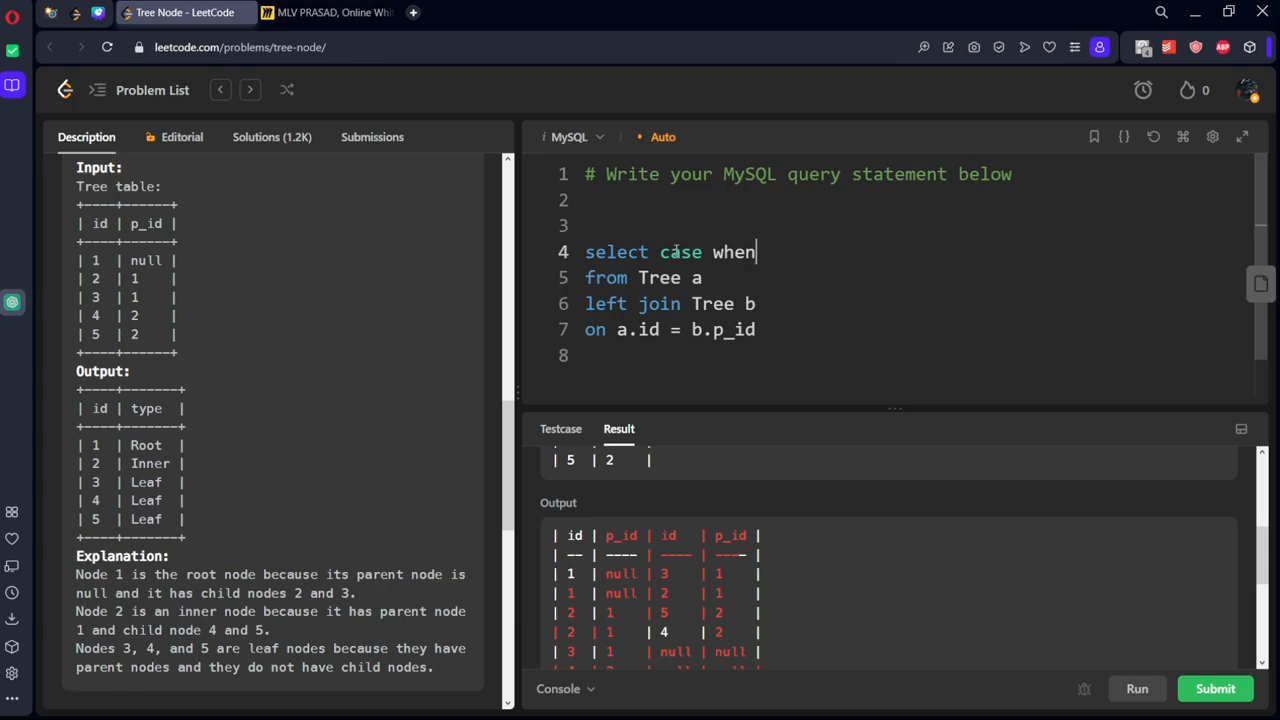 Tree Node - LeetCode
MLV PRASAD, Online Whi
leetcode.com/problems/tree-node/
4
ABP
Problem List
0
Description
Editorial
Solutions (1.2K)
Submissions
Input:
Tree table:
+----+------+
| id | p_id |
+----+------+
| 1 | null |
| 2 | 1 |
| 3 | 1 |
| 4 | 2 |
| 5 | 2 |
+----+------+
Output:
+----+-------+
| id | type |
+----+-------+
| 1 | Root |
| 2 | Inner |
| 3 | Leaf |
| 4 | Leaf |
| 5 | Leaf |
+----+-------+
Explanation:
Node 1 is the root node because its parent node is
null and it has child nodes 2 and 3.
Node 2 is an inner node because it has parent node
1 and child node 4 and 5.
Nodes 3, 4, and 5 are leaf nodes because they have
parent nodes and they do not have child nodes.
i MySQL
• Auto
1 # Write your MySQL query statement below
2
3
4 select case when
5 from Tree a
6 left join Tree b
7 on a.id = b.p_id
8
Testcase
Result
| 5 | 2 |
Output
| id | p_id | id | p_id |
| -- | ---- | ---- | ---- |
| 1 | null | 3 | 1 |
| 1 | null | 2 | 1 |
| 2 | 1 | 5 | 2 |
| 2 | 1 | 4 | 2 |
| 3 | 1 | null | null |
Console
Run
Submit